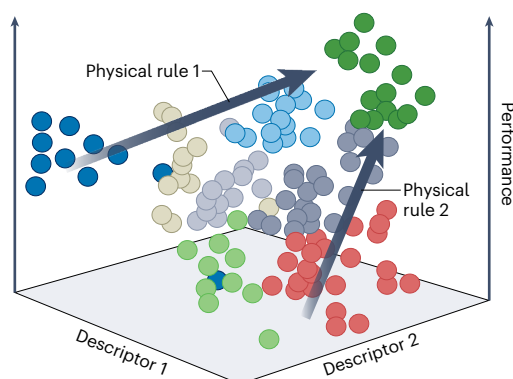 Physical rule 1
Performance
Physical
rule 2
Descriptor 1
Descriptor 2